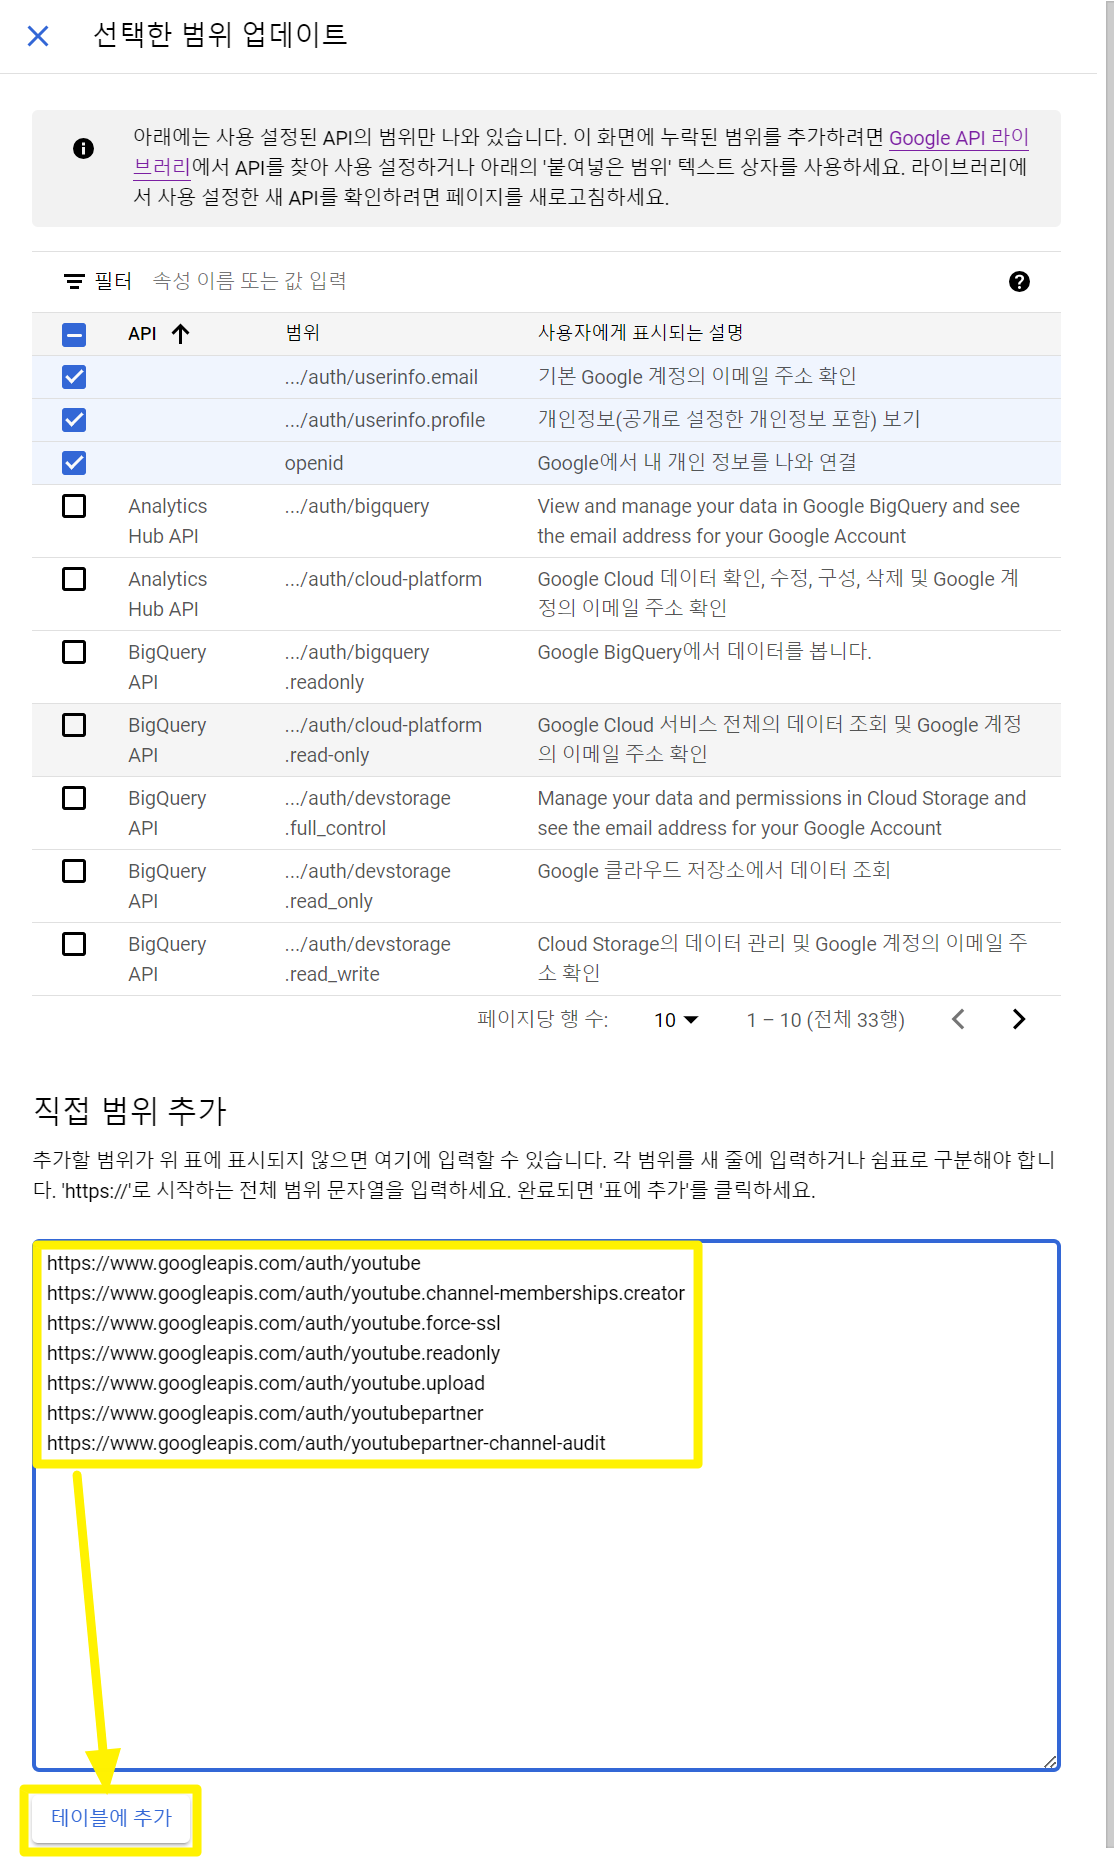 선택한 범위 업데이트
아래에는 사용 설정된 API의 범위만 나와 있습니다. 이 화면에 누락된 범위를 추가하려면 Google API 라이
브러리에서 API를 찾아 사용 설정하거나 아래의 '붙여넣은 범위' 텍스트 상자를 사용하세요. 라이브러리에
서 사용 설정한 새 API를 확인하려면 페이지를 새로고침하세요.
필터 속성 이름 또는 값 입력
API 범위 사용자에게 표시되는 설명
.../auth/userinfo.email 기본 Google 계정의 이메일 주소 확인
.../auth/userinfo.profile 개인정보(공개로 설정한 개인정보 포함) 보기
openid Google에서 내 개인 정보를 나와 연결
Analytics .../auth/bigquery View and manage your data in Google BigQuery and see
Hub API the email address for your Google Account
Analytics .../auth/cloud-platform Google Cloud 데이터 확인, 수정, 구성, 삭제 및 Google 계
Hub API 정의 이메일 주소 확인
BigQuery .../auth/bigquery Google BigQuery에서 데이터를 봅니다.
API .readonly
BigQuery .../auth/cloud-platform Google Cloud 서비스 전체의 데이터 조회 및 Google 계정
API .read-only 의 이메일 주소 확인
BigQuery .../auth/devstorage Manage your data and permissions in Cloud Storage and
API .full_control see the email address for your Google Account
BigQuery .../auth/devstorage Google 클라우드 저장소에서 데이터 조회
API .read_only
BigQuery .../auth/devstorage Cloud Storage의 데이터 관리 및 Google 계정의 이메일 주
API .read_write 소 확인
페이지당 행 수: 10 1 – 10 (전체 33행)
직접 범위 추가
추가할 범위가 위 표에 표시되지 않으면 여기에 입력할 수 있습니다. 각 범위를 새 줄에 입력하거나 쉼표로 구분해야 합니
다. 'https://'로 시작하는 전체 범위 문자열을 입력하세요. 완료되면 '표에 추가'를 클릭하세요.
https://www.googleapis.com/auth/youtube
https://www.googleapis.com/auth/youtube.channel-memberships.creator
https://www.googleapis.com/auth/youtube.force-ssl
https://www.googleapis.com/auth/youtube.readonly
https://www.googleapis.com/auth/youtube.upload
https://www.googleapis.com/auth/youtubepartner
https://www.googleapis.com/auth/youtubepartner-channel-audit
테이블에 추가